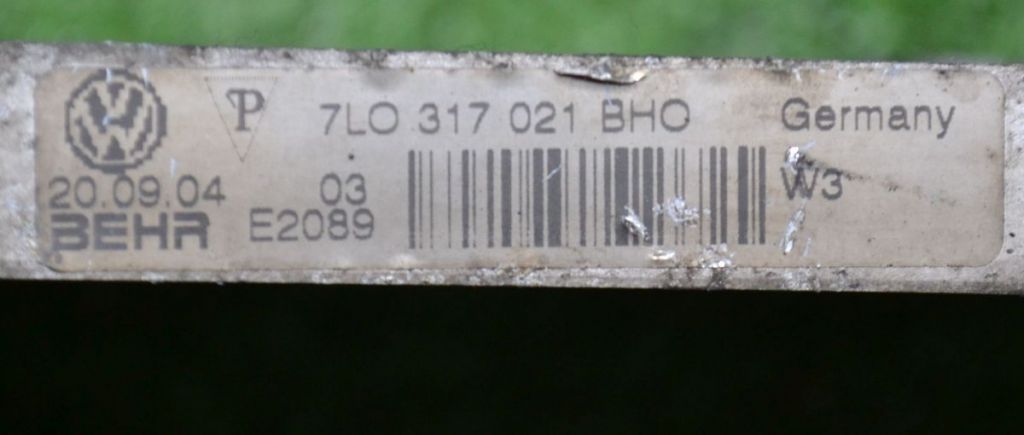 P 7LO 317 021 BHO Germany
20.09.04 03 W3
BEHR E2089